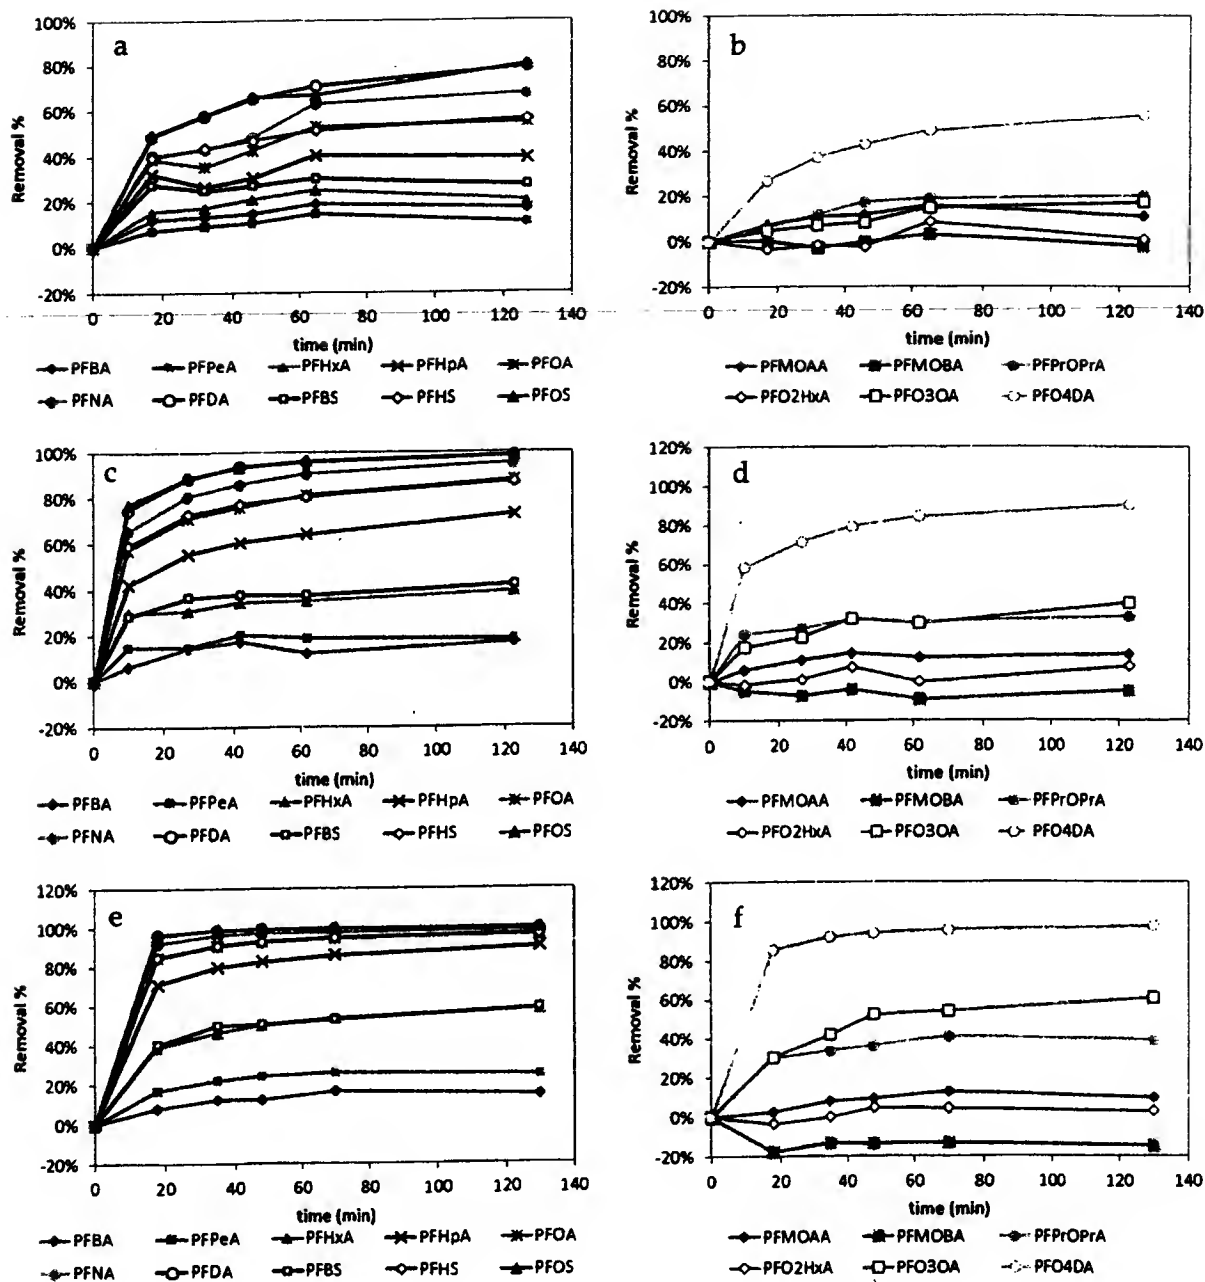 a
Removal %
100%
80%
60%
40%
20%
0%
-20%
0 20 40 60 80 100 120 140
time (min)
PFBA PFPeA PFHxA PFHpA PFOA
PFNA PFDA PFBS PFHS PFOS
b
Removal %
100%
80%
60%
40%
20%
0%
-20%
0 20 40 60 80 100 120 140
time (min)
PFMOAA PFMOBA PFPrOPrA
PFO2HxA PFO3OA PFO4DA
c
Removal %
100%
80%
60%
40%
20%
0%
-20%
0 20 40 60 80 100 120 140
time (min)
PFBA PFPeA PFHxA PFHpA PFOA
PFNA PFDA PFBS PFHS PFOS
d
Removal %
120%
100%
80%
60%
40%
20%
0%
-20%
0 20 40 60 80 100 120 140
time (min)
PFMOAA PFMOBA PFPrOPrA
PFO2HxA PFO3OA PFO4DA
e
Removal %
120%
100%
80%
60%
40%
20%
0%
-20%
0 20 40 60 80 100 120 140
time (min)
PFBA PFPeA PFHxA PFHpA PFOA
PFNA PFDA PFBS PFHS PFOS
f
Removal %
120%
100%
80%
60%
40%
20%
0%
-20%
0 20 40 60 80 100 120 140
time (min)
PFMOAA PFMOBA PFPrOPrA
PFO2HxA PFO3OA PFO4DA